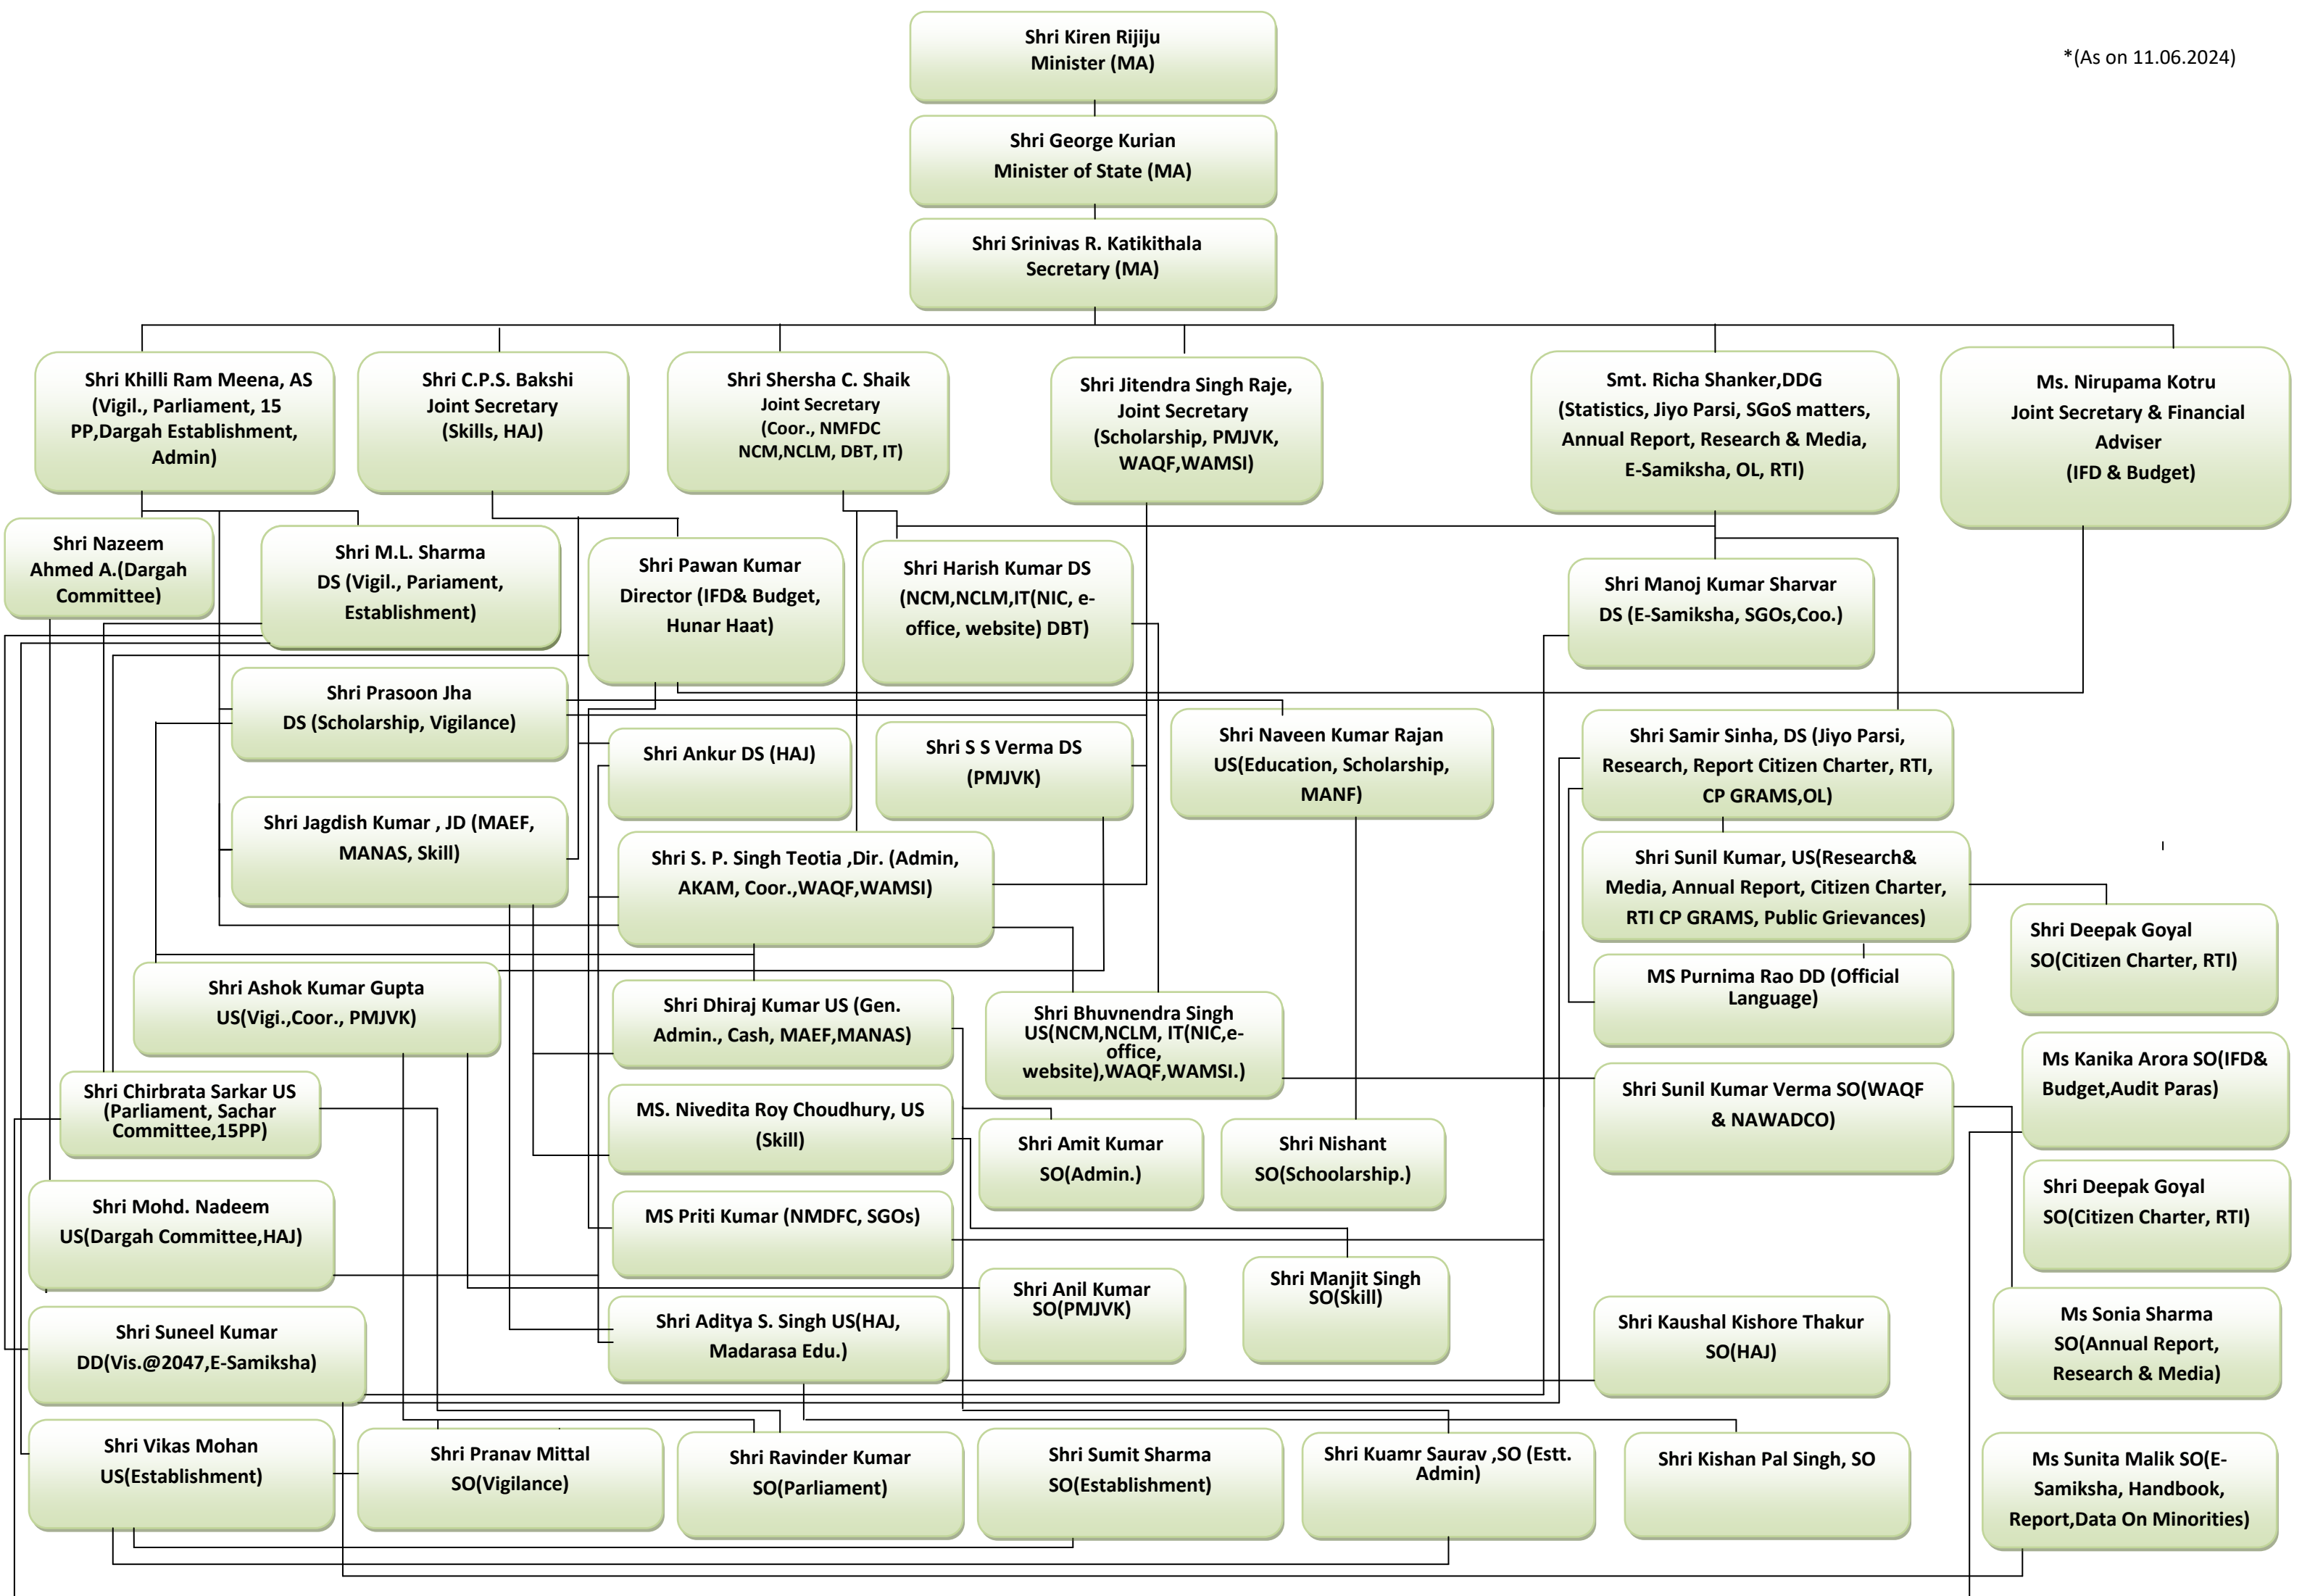 Shri Kiren Rijiju
Minister (MA)
*(As on 11.06.2024)
Shri George Kurian
Minister of State (MA)
Shri Srinivas R. Katikithala
Secretary (MA)
Shri Khilli Ram Meena, AS
(Vigil., Parliament, 15
PP,Dargah Establishment,
Admin)
Shri C.P.S. Bakshi
Joint Secretary
(Skills, HAJ)
Shri Shersha C. Shaik
Joint Secretary
(Coor., NMFDC
NCM,NCLM, DBT, IT)
Shri Jitendra Singh Raje,
Joint Secretary
(Scholarship, PMJVK,
WAQF,WAMSI)
Smt. Richa Shanker,DDG
(Statistics, Jiyo Parsi, SGoS matters,
Annual Report, Research & Media,
E-Samiksha, OL, RTI)
Ms. Nirupama Kotru
Joint Secretary & Financial
Adviser
(IFD & Budget)
Shri Nazeem
Ahmed A.(Dargah
Committee)
Shri M.L. Sharma
DS (Vigil., Pariament,
Establishment)
Shri Pawan Kumar
Director (IFD& Budget,
Hunar Haat)
Shri Harish Kumar DS
(NCM,NCLM,IT(NIC, e-
office, website) DBT)
Shri Manoj Kumar Sharvar
DS (E-Samiksha, SGOs,Coo.)
Shri Prasoon Jha
DS (Scholarship, Vigilance)
Shri Ankur DS (HAJ)
Shri S S Verma DS
(PMJVK)
Shri Naveen Kumar Rajan
US(Education, Scholarship,
MANF)
Shri Samir Sinha, DS (Jiyo Parsi,
Research, Report Citizen Charter, RTI,
CP GRAMS,OL)
Shri Jagdish Kumar , JD (MAEF,
MANAS, Skill)
Shri S. P. Singh Teotia ,Dir. (Admin,
AKAM, Coor.,WAQF,WAMSI)
Shri Sunil Kumar, US(Research&
Media, Annual Report, Citizen Charter,
RTI CP GRAMS, Public Grievances)
Shri Deepak Goyal
SO(Citizen Charter, RTI)
Shri Ashok Kumar Gupta
US(Vigi.,Coor., PMJVK)
Shri Dhiraj Kumar US (Gen.
Admin., Cash, MAEF,MANAS)
Shri Bhuvnendra Singh
US(NCM,NCLM, IT(NIC,e-
office,
website),WAQF,WAMSI.)
MS Purnima Rao DD (Official
Language)
Ms Kanika Arora SO(IFD&
Budget,Audit Paras)
Shri Chirbrata Sarkar US
(Parliament, Sachar
Committee,15PP)
MS. Nivedita Roy Choudhury, US
(Skill)
Shri Amit Kumar
SO(Admin.)
Shri Nishant
SO(Schoolarship.)
Shri Sunil Kumar Verma SO(WAQF
& NAWADCO)
Shri Deepak Goyal
SO(Citizen Charter, RTI)
Shri Mohd. Nadeem
US(Dargah Committee,HAJ)
MS Priti Kumar (NMDFC, SGOs)
Shri Anil Kumar
SO(PMJVK)
Shri Manjit Singh
SO(Skill)
Shri Suneel Kumar
DD(Vis.@2047,E-Samiksha)
Shri Aditya S. Singh US(HAJ,
Madarasa Edu.)
Shri Kaushal Kishore Thakur
SO(HAJ)
Ms Sonia Sharma
SO(Annual Report,
Research & Media)
Shri Vikas Mohan
US(Establishment)
Shri Pranav Mittal
SO(Vigilance)
Shri Ravinder Kumar
SO(Parliament)
Shri Sumit Sharma
SO(Establishment)
Shri Kuamr Saurav ,SO (Estt.
Admin)
Shri Kishan Pal Singh, SO
Ms Sunita Malik SO(E-
Samiksha, Handbook,
Report,Data On Minorities)